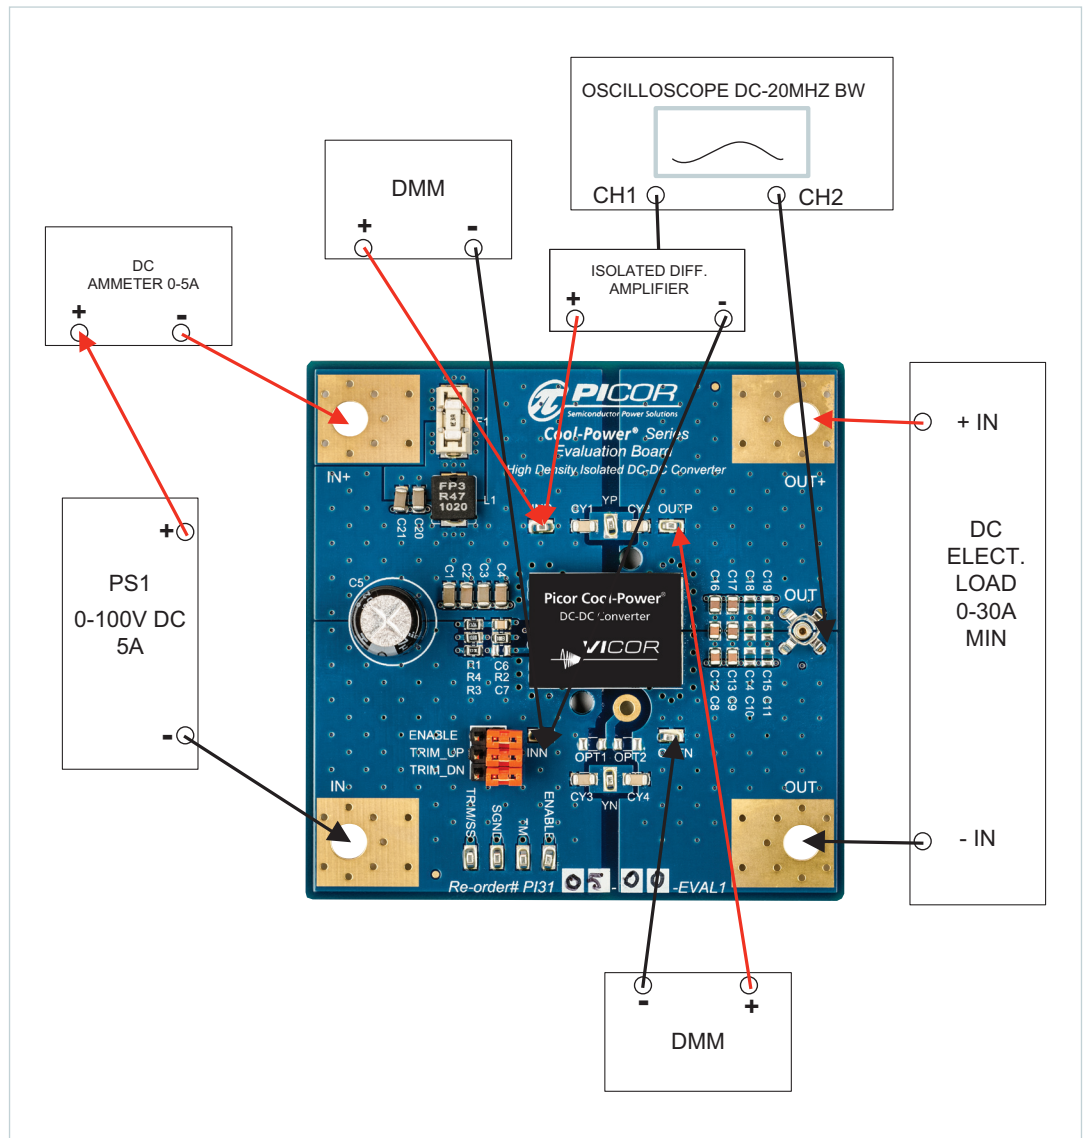 OSCILLOSCOPE DC-20MHZ BW
CH1
CH2
DMM
+
-
DC
AMMETER 0-5A
+
-
ISOLATED DIFF.
AMPLIFIER
+
-
PICOR
Semiconductor Power Solutions
Cool-Power® Series
Evaluation Board
High Density Isolated DC-DC Converter
F1
IN+
OUT+
FP3
R47
1020
L1
C21
C20
YP
CY1
CY2
OUTP
+ IN
PS1
0-100V DC
5A
+
-
DC
ELECT.
LOAD
0-30A
MIN
- IN
C5
C1
C2
C3
C4
Picor Cool-Power®
DC-DC Converter
VICOR
C16
C17
C18
C19
OUT
R1
R4
R3
C6
R2
C7
C12 C8
C13 C9
C14 C10
C15 C11
ENABLE
TRIM_UP
TRIM_DN
INN
OPT1
OPT2
CY3
YN
CY4
IN
OUT
TRIM/SS
SGND
TM
ENABLE
Re-order# PI31 05-00 -EVAL1
-
+
DMM